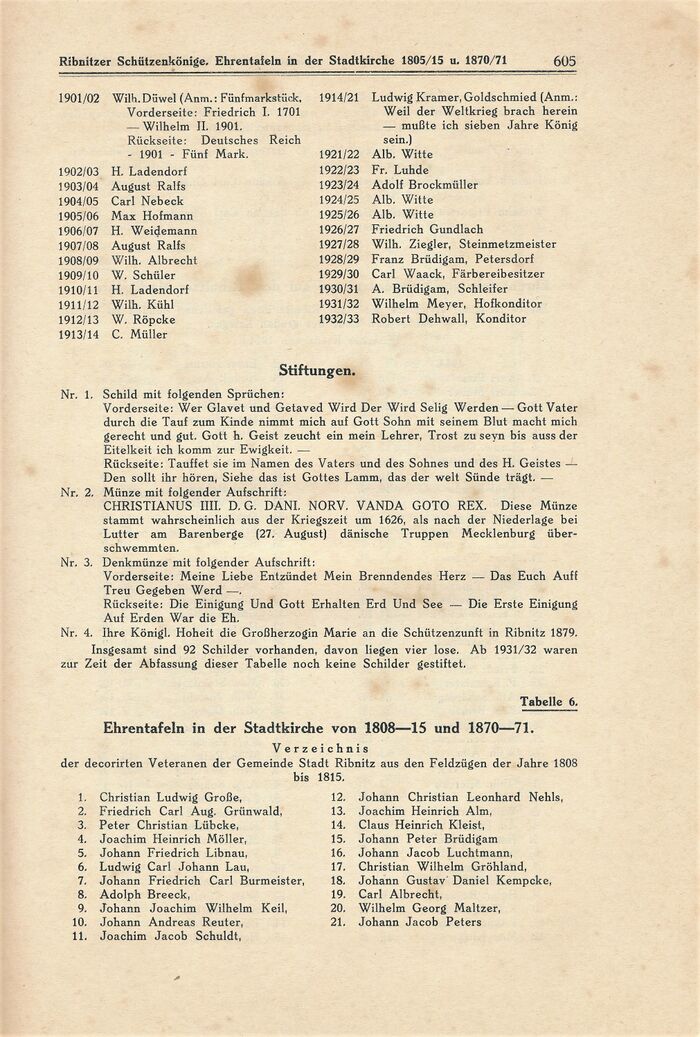 Ribnitzer Schützenkönige. Ehrentafeln in der Stadtkirche 1805/15 u. 1870/71 605
1901/02 Wilh. Düwel (Anm.: Fünfmarkstück,
Vorderseite: Friedrich I. 1701
— Wilhelm II. 1901.
Rückseite: Deutsches Reich
- 1901 - Fünf Mark.
1902/03 H. Ladendorf
1903/04 August Ralfs
1904/05 Carl Nebeck
1905/06 Max Hofmann
1906/07 H. Weidemann
1907/08 August Ralfs
1908/09 Wilh. Albrecht
1909/10 W. Schüler
1910/11 H. Ladendorf
1911/12 Wilh. Kühl
1912/13 W. Röpcke
1913/14 C. Müller
1914/21 Ludwig Kramer, Goldschmied (Anm.:
Weil der Weltkrieg brach herein
— mußte ich sieben Jahre König
sein.)
1921/22 Alb. Witte
1922/23 Fr. Luhde
1923/24 Adolf Brockmüller
1924/25 Alb. Witte
1925/26 Alb. Witte
1926/27 Friedrich Gundlach
1927/28 Wilh. Ziegler, Steinmetzmeister
1928/29 Franz Brüdigam, Petersdorf
1929/30 Carl Waack, Färbereibesitzer
1930/31 A. Brüdigam, Schleifer
1931/32 Wilhelm Meyer, Hofkonditor
1932/33 Robert Dehwall, Konditor
Stiftungen.
Nr. 1. Schild mit folgenden Sprüchen:
Vorderseite: Wer Glavet und Getaved Wird Der Wird Selig Werden — Gott Vater
durch die Tauf zum Kinde nimmt mich auf Gott Sohn mit seinem Blut macht mich
gerecht und gut. Gott h. Geist zeucht ein mein Lehrer, Trost zu seyn bis auss der
Eitelkeit ich komm zur Ewigkeit. —
Rückseite: Tauffet sie im Namen des Vaters und des Sohnes und des H. Geistes —
Den sollt ihr hören, Siehe das ist Gottes Lamm, das der welt Sünde trägt. —
Nr. 2. Münze mit folgender Aufschrift:
CHRISTIANUS IIII. D. G. DANI. NORV. VANDA GOTO REX. Diese Münze
stammt wahrscheinlich aus der Kriegszeit um 1626, als nach der Niederlage bei
Lutter am Barenberge (27. August) dänische Truppen Mecklenburg über-
schwemmten.
Nr. 3. Denkmünze mit folgender Aufschrift:
Vorderseite: Meine Liebe Entzündet Mein Brenndendes Herz — Das Euch Auff
Treu Gegeben Werd —.
Rückseite: Die Einigung Und Gott Erhalten Erd Und See — Die Erste Einigung
Auf Erden War die Eh.
Nr. 4. Ihre Königl. Hoheit die Großherzogin Marie an die Schützenzunft in Ribnitz 1879.
Insgesamt sind 92 Schilder vorhanden, davon liegen vier lose. Ab 1931/32 waren
zur Zeit der Abfassung dieser Tabelle noch keine Schilder gestiftet.
Tabelle 6.
Ehrentafeln in der Stadtkirche von 1808—15 und 1870—71.
Verzeichnis
der decorirten Veteranen der Gemeinde Stadt Ribnitz aus den Feldzügen der Jahre 1808
bis 1815.
1. Christian Ludwig Große,
2. Friedrich Carl Aug. Grünwald,
3. Peter Christian Lübcke,
4. Joachim Heinrich Möller,
5. Johann Friedrich Libnau,
6. Ludwig Carl Johann Lau,
7. Johann Friedrich Carl Burmeister,
8. Adolph Breeck,
9. Johann Joachim Wilhelm Keil,
10. Johann Andreas Reuter,
11. Joachim Jacob Schuldt,
12. Johann Christian Leonhard Nehls,
13. Joachim Heinrich Alm,
14. Claus Heinrich Kleist,
15. Johann Peter Brüdigam
16. Johann Jacob Luchtmann,
17. Christian Wilhelm Gröhland,
18. Johann Gustav Daniel Kempcke,
19. Carl Albrecht,
20. Wilhelm Georg Maltzer,
21. Johann Jacob Peters